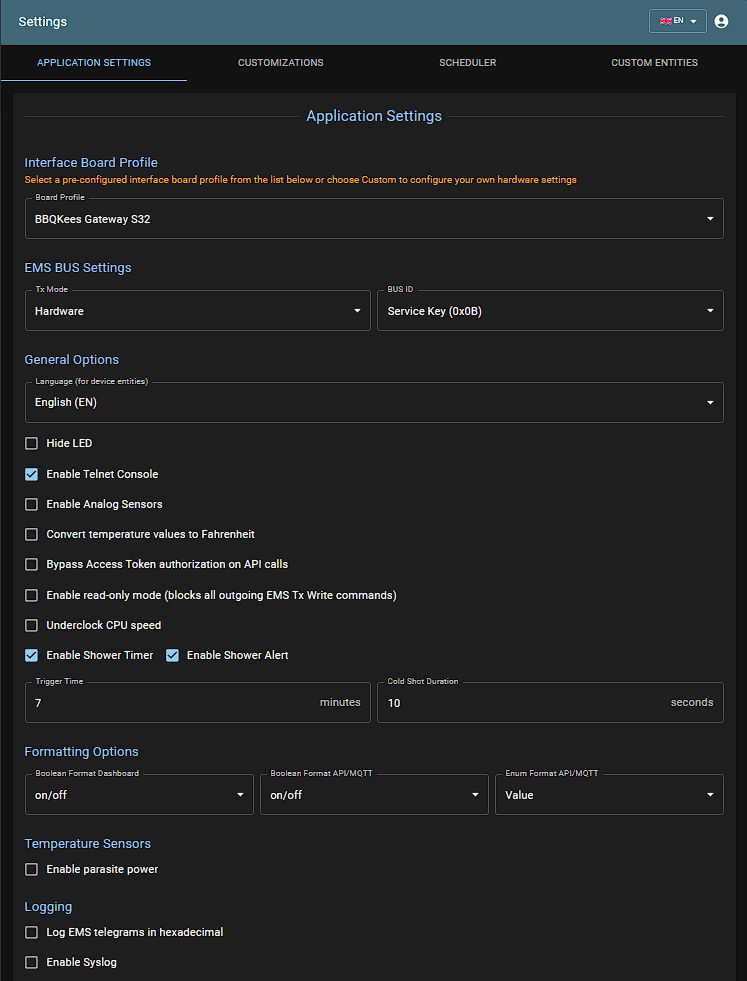 Settings
EN
APPLICATION SETTINGS
CUSTOMIZATIONS
SCHEDULER
CUSTOM ENTITIES
Application Settings
Interface Board Profile
Select a pre-configured interface board profile from the list below or choose Custom to configure your own hardware settings
Board Profile
BBQKees Gateway S32
EMS BUS Settings
Tx Mode
Hardware
BUS ID
Service Key (0x0B)
General Options
Language (for device entities)
English (EN)
Hide LED
Enable Telnet Console
Enable Analog Sensors
Convert temperature values to Fahrenheit
Bypass Access Token authorization on API calls
Enable read-only mode (blocks all outgoing EMS Tx Write commands)
Underclock CPU speed
Enable Shower Timer
Enable Shower Alert
Trigger Time
7 minutes
Cold Shot Duration
10 seconds
Formatting Options
Boolean Format Dashboard
on/off
Boolean Format API/MQTT
on/off
Enum Format API/MQTT
Value
Temperature Sensors
Enable parasite power
Logging
Log EMS telegrams in hexadecimal
Enable Syslog